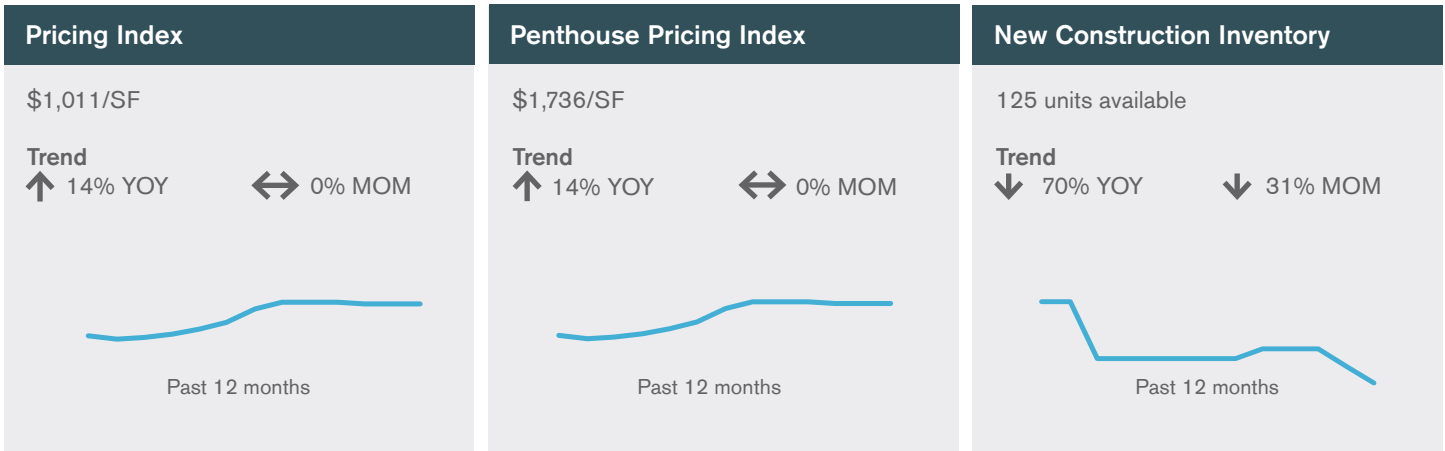 Pricing Index
$1,011/SF
Trend
14% YOY 0% MOM
Past 12 months
Penthouse Pricing Index
$1,736/SF
Trend
14% YOY 0% MOM
Past 12 months
New Construction Inventory
125 units available
Trend
70% YOY 31% MOM
Past 12 months